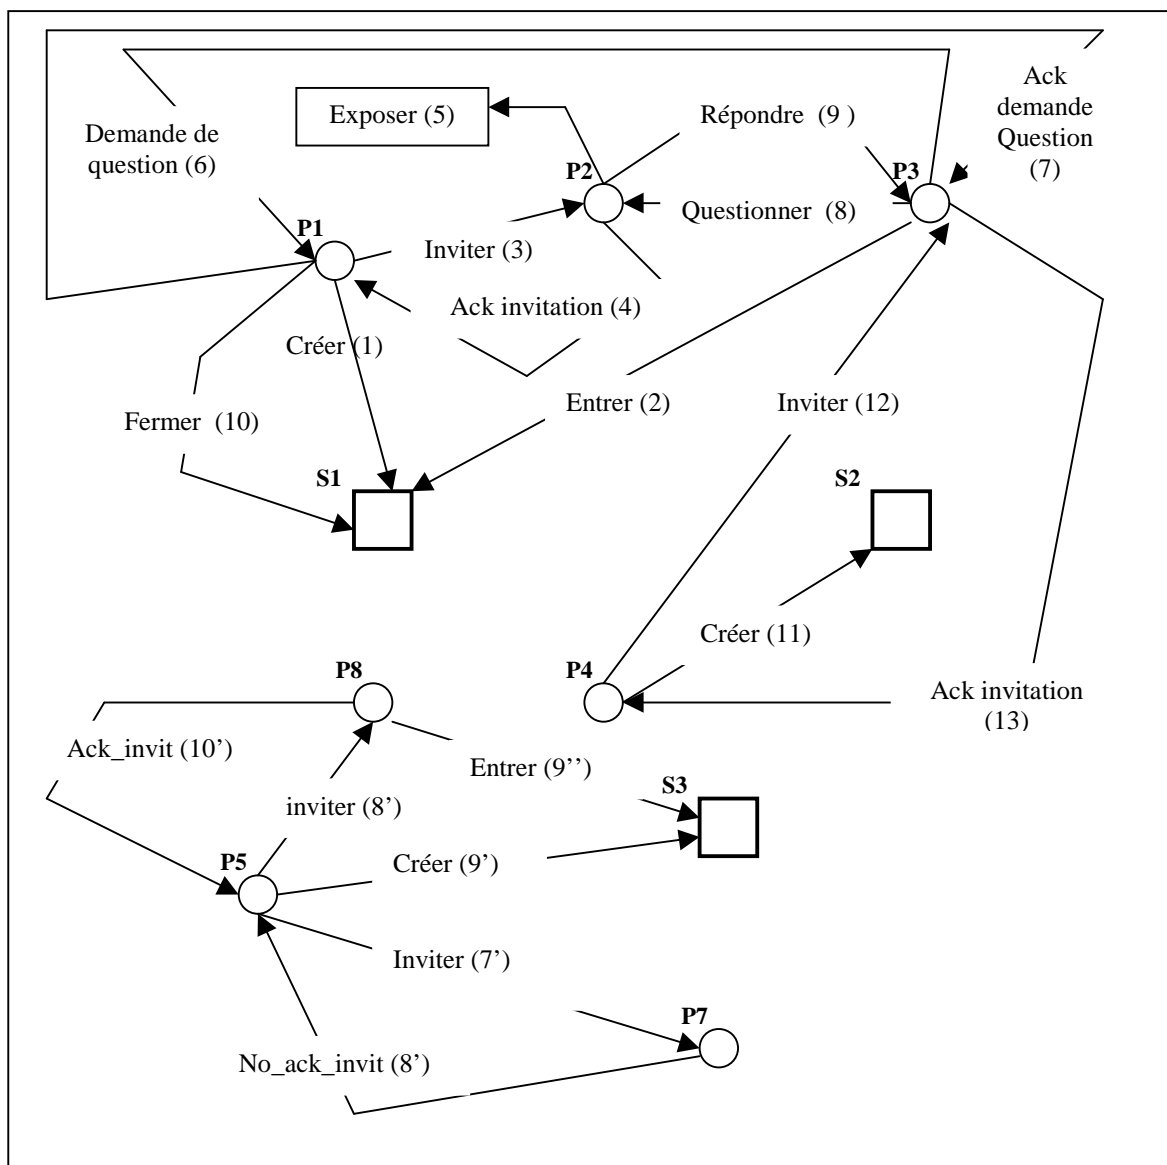 Ack
demande
Question
(7)
Exposer (5)
Répondre (9 )
Demande de
question (6)
P2
P3
Questionner (8)
P1
Inviter (3)
Ack invitation (4)
Créer (1)
Fermer (10)
Entrer (2)
Inviter (12)
S1
S2
Créer (11)
P8
P4
Ack invitation
(13)
Ack_invit (10’)
Entrer (9’’)
S3
inviter (8’)
P5
Créer (9’)
Inviter (7’)
P7
No_ack_invit (8’)